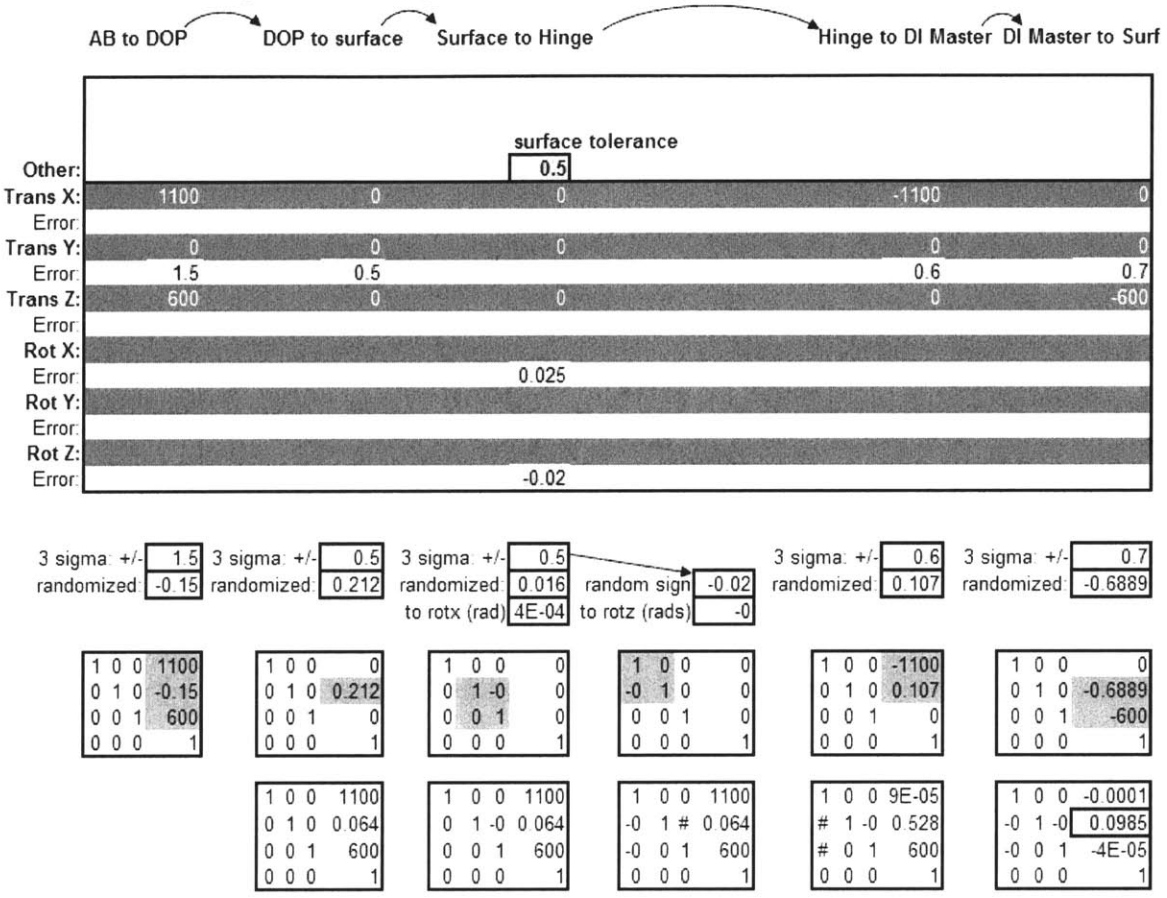 AB to DOP DOP to surface Surface to Hinge Hinge to DI Master DI Master to Surf
surface tolerance
Other: 0.5
Trans X: 1100 0 0 -1100 0
Error:
Trans Y: 0 0 0 0 0
Error: 1.5 0.5 0.6 0.7
Trans Z: 600 0 0 0 -600
Error:
Rot X:
Error: 0.025
Rot Y:
Error:
Rot Z:
Error: -0.02
3 sigma: +/- 1.5 3 sigma: +/- 0.5 3 sigma: +/- 0.5 3 sigma: +/- 0.6 3 sigma: +/- 0.7
randomized: -0.15 randomized: 0.212 randomized: 0.016 random sign -0.02 randomized: 0.107 randomized: -0.6889
to rotx (rad) 4E-04 to rotz (rads) -0
1 0 0 1100 1 0 0 0 1 0 0 0 1 0 0 0 1 0 0 -1100 1 0 0 0
0 1 0 -0.15 0 1 0 0.212 0 1 -0 0 -0 1 0 0 0 1 0 0.107 0 1 0 -0.6889
0 0 1 600 0 0 1 0 0 0 1 0 0 0 1 0 0 0 1 0 0 0 1 -600
0 0 0 1 0 0 0 1 0 0 0 1 0 0 0 1 0 0 0 1 0 0 0 1
1 0 0 1100 1 0 0 1100 1 0 0 1100 1 0 0 9E-05 1 0 0 -0.0001
0 1 0 0.064 0 1 -0 0.064 -0 1 # 0.064 # 1 -0 0.528 -0 1 -0 0.0985
0 0 1 600 0 0 1 600 -0 0 1 600 # 0 1 600 -0 0 1 -4E-05
0 0 0 1 0 0 0 1 0 0 0 1 0 0 0 1 0 0 0 1